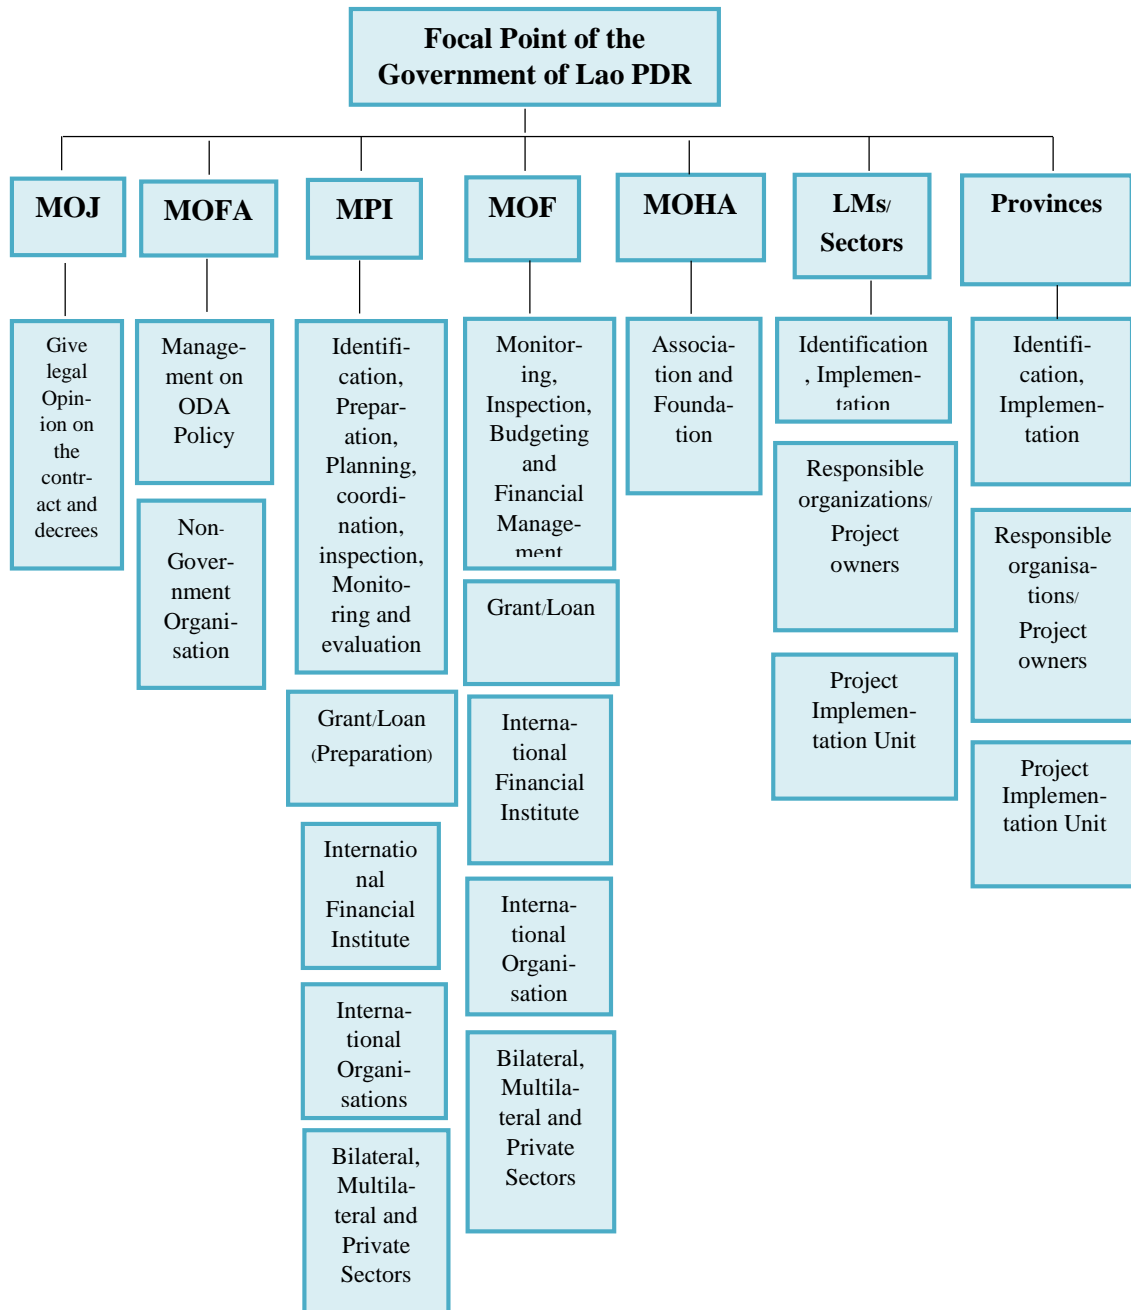 Focal Point of the
Government of Lao PDR
MOJ
MOFA
MPI
MOF
MOHA
LMs/
Sectors
Provinces
Give
legal
Opin-
ion on
the
contr-
act and
decrees
Manage-
ment on
ODA
Policy
Non-
Gover-
nment
Organi-
sation
Identifi-
cation,
Prepar-
ation,
Planning,
coordi-
nation,
inspection,
Monito-
ring and
evaluation
Grant/Loan
(Preparation)
Internatio
nal
Financial
Institute
Interna-
tional
Organi-
sations
Bilateral,
Multila-
teral and
Private
Sectors
Monitor-
ing,
Inspection,
Budgeting
and
Financial
Manage-
ment
Grant/Loan
Interna-
tional
Financial
Institute
Interna-
tional
Organi-
sation
Bilateral,
Multila-
teral and
Private
Sectors
Associa-
tion and
Founda-
tion
Identification
, Implemen-
tation
Responsible
organizations/
Project
owners
Project
Implemen-
tation Unit
Identifi-
cation,
Implemen-
tation
Responsible
organisa-
tions/
Project
owners
Project
Implemen-
tation Unit